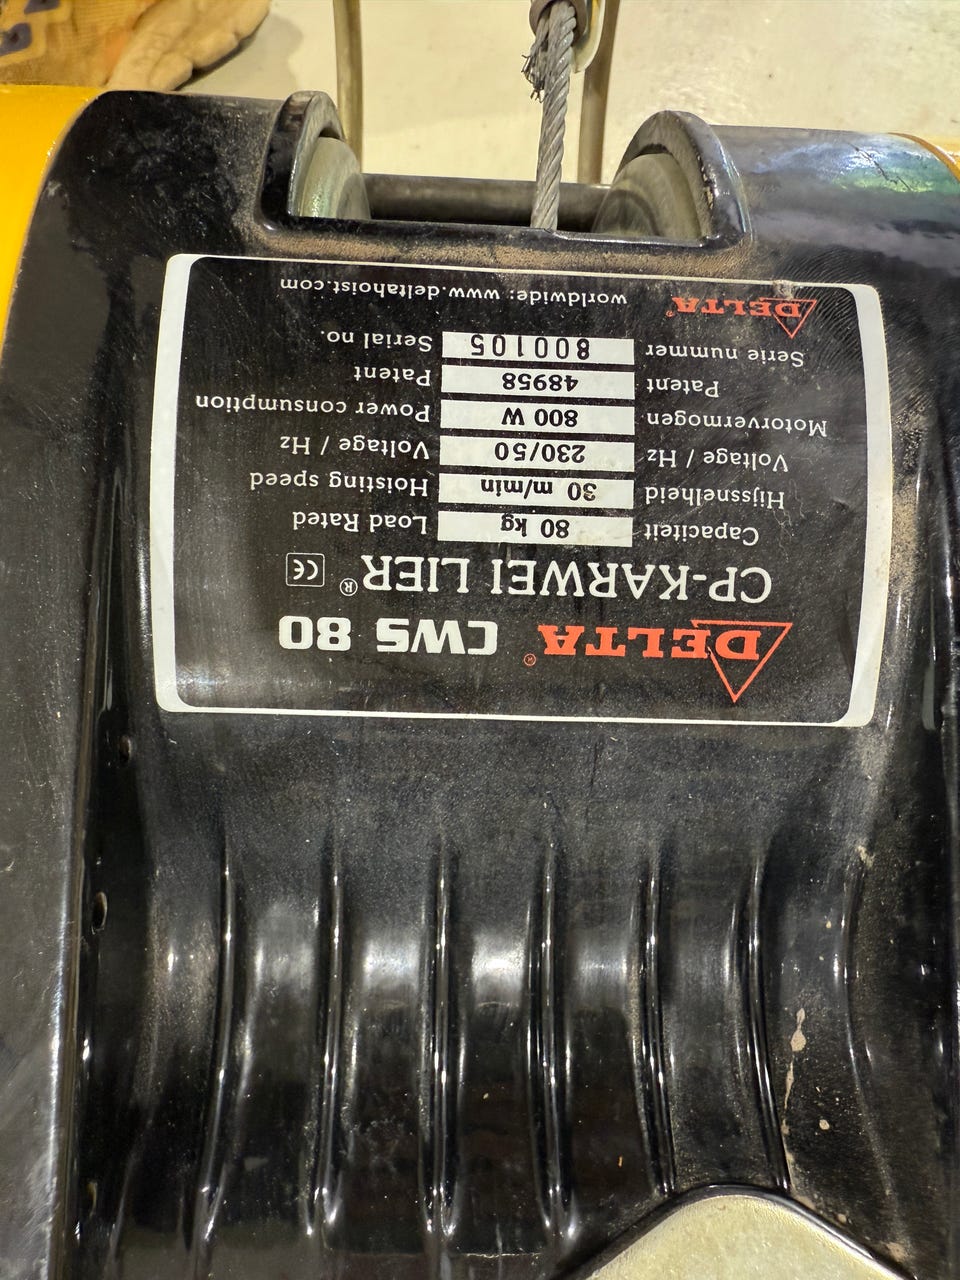 DELTA® CWS 80
CP-KARWEI LIER® CE
Capaciteit 80 kg Load Rated
Hijssnelheid 30 m/min Hoisting speed
Voltage / Hz 230/50 Voltage / Hz
Motorvermogen 800 W Power consumption
Patent 48958 Patent
Serie nummer 800105 Serial no.
DELTA® worldwide: www.deltahoist.com